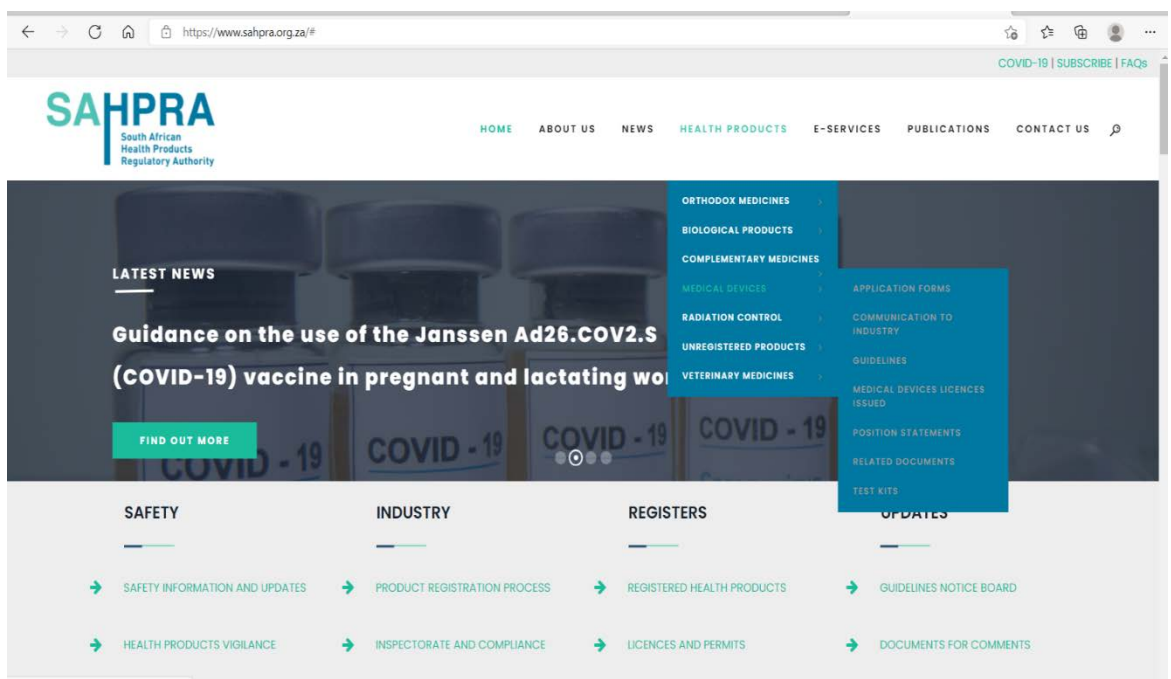 https://www.sahpra.org.za/#
COVID-19 | SUBSCRIBE | FAQs
SAHPRA
South African
Health Products
Regulatory Authority
HOME ABOUT US NEWS HEALTH PRODUCTS E-SERVICES PUBLICATIONS CONTACT US
ORTHODOX MEDICINES
BIOLOGICAL PRODUCTS
COMPLEMENTARY MEDICINES
MEDICAL DEVICES
RADIATION CONTROL
UNREGISTERED PRODUCTS
VETERINARY MEDICINES
APPLICATION FORMS
COMMUNICATION TO
INDUSTRY
GUIDELINES
MEDICAL DEVICES LICENCES
ISSUED
POSITION STATEMENTS
RELATED DOCUMENTS
TEST KITS
LATEST NEWS
Guidance on the use of the Janssen Ad26.COV2.S
(COVID-19) vaccine in pregnant and lactating
FIND OUT MORE
COVID - 19
COVID - 19
COVID - 19
COVID - 19
SAFETY INDUSTRY REGISTERS UPDATES
SAFETY INFORMATION AND UPDATES PRODUCT REGISTRATION PROCESS REGISTERED HEALTH PRODUCTS GUIDELINES NOTICE BOARD
HEALTH PRODUCTS VIGILANCE INSPECTORATE AND COMPLIANCE LICENCES AND PERMITS DOCUMENTS FOR COMMENTS